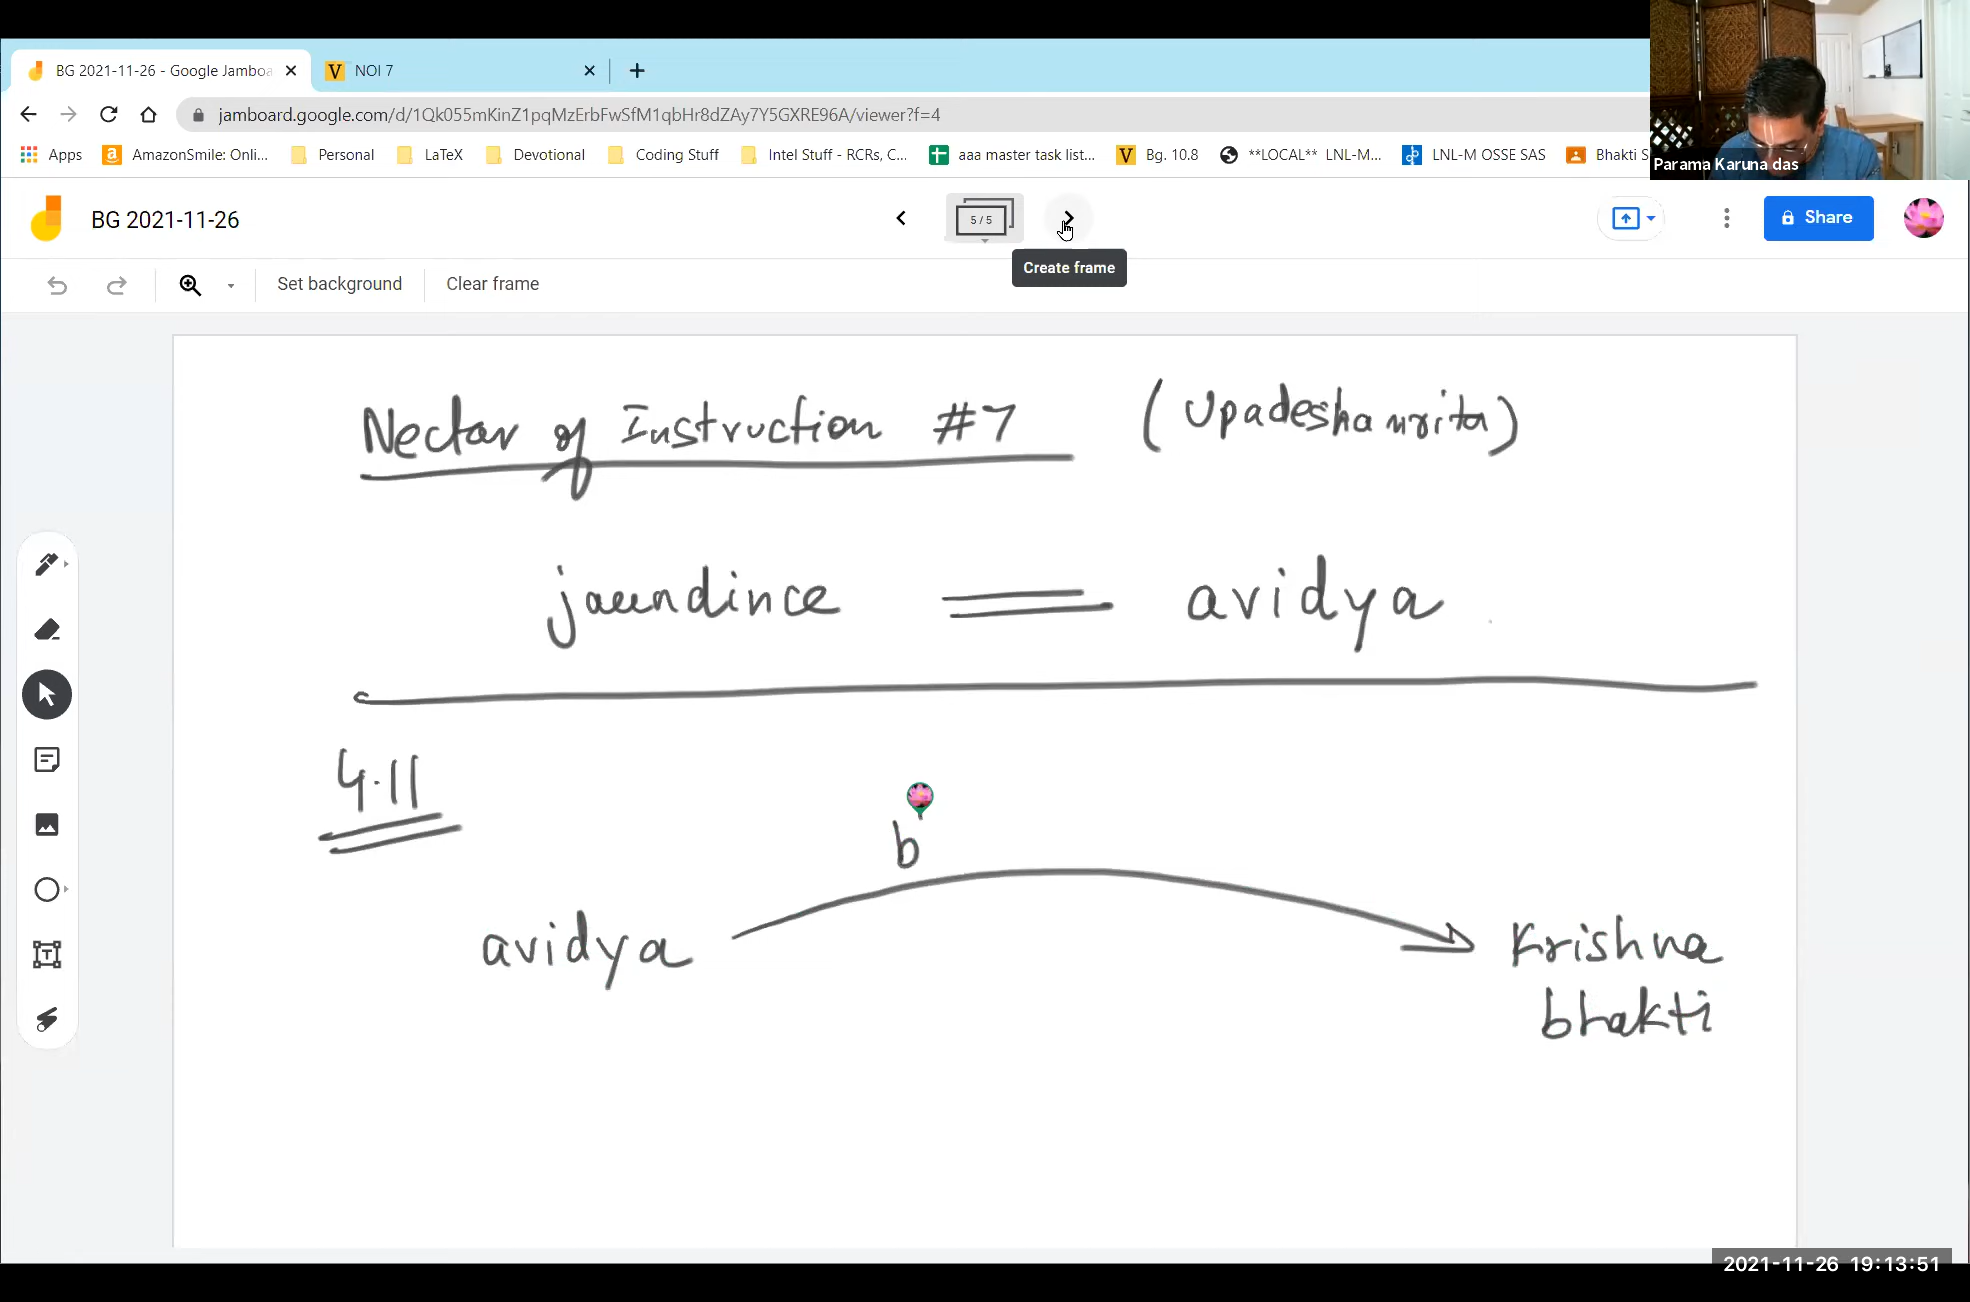 BG 2021-11-26 - Google Jamboa
NOI 7
jamboard.google.com/d/1Qk055mKinZ1pqMzErbFwSfM1qbHr8dZAy7Y5GXRE96A/viewer?f=4
Apps AmazonSmile: Onli... Personal LaTeX Devotional Coding Stuff Intel Stuff - RCRs, C... aaa master task list... Bg. 10.8 **LOCAL** LNL-M... LNL-M OSSE SAS Bhakti S
Parama Karuna das
BG 2021-11-26
5 / 5
Share
Create frame
Set background Clear frame
Nectar of Instruction #7 (Upadeshamrita)
jaundince = avidya
4.11
b
avidya
Krishna
bhakti
2021-11-26 19:13:51